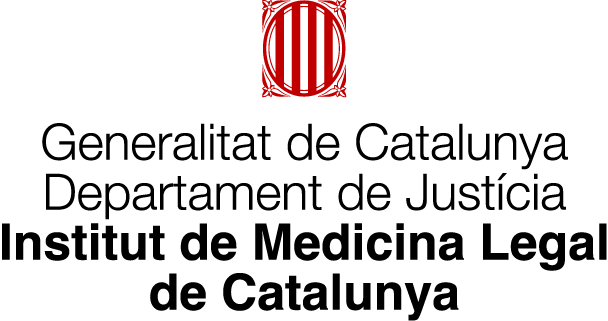 Generalitat de Catalunya
Departament de Justícia
Institut de Medicina Legal
de Catalunya